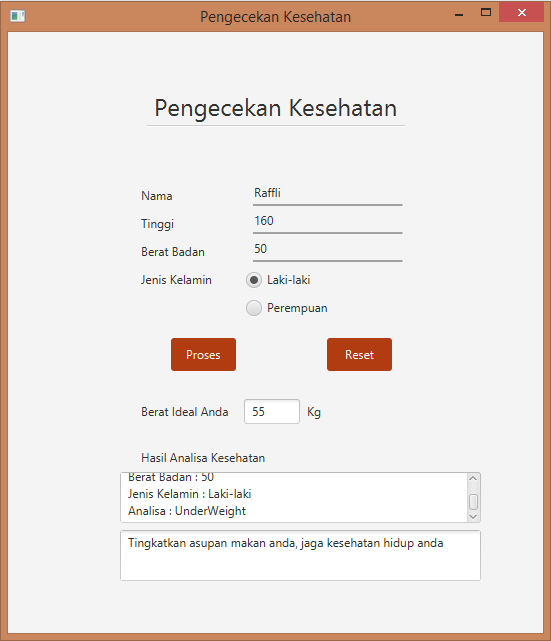 Pengecekan Kesehatan
Pengecekan Kesehatan
Nama Raffli
Tinggi 160
Berat Badan 50
Jenis Kelamin Laki-laki
Perempuan
Proses Reset
Berat Ideal Anda 55 Kg
Hasil Analisa Kesehatan
Berat Badan : 50
Jenis Kelamin : Laki-laki
Analisa : UnderWeight
Tingkatkan asupan makan anda, jaga kesehatan hidup anda